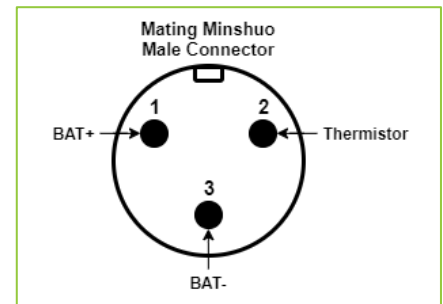 Mating Minshuo
Male Connector
1
2
BAT+
Thermistor
3
BAT-